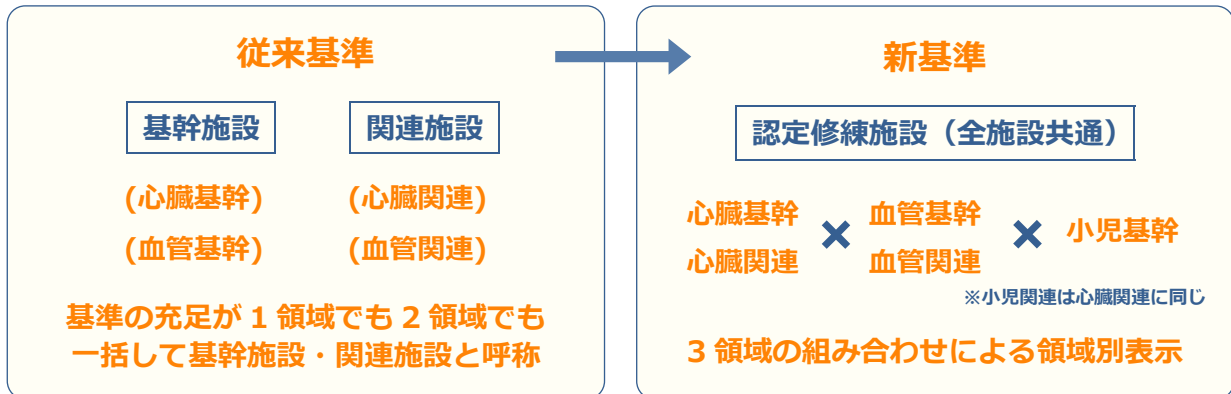 従来基準
基幹施設 関連施設
(心臓基幹) (心臓関連)
(血管基幹) (血管関連)
基準の充足が 1 領域でも 2 領域でも
一括して基幹施設・関連施設と呼称
新基準
認定修練施設（全施設共通）
心臓基幹 血管基幹 小児基幹
心臓関連 × 血管関連 ×
※小児関連は心臓関連に同じ
3 領域の組み合わせによる領域別表示